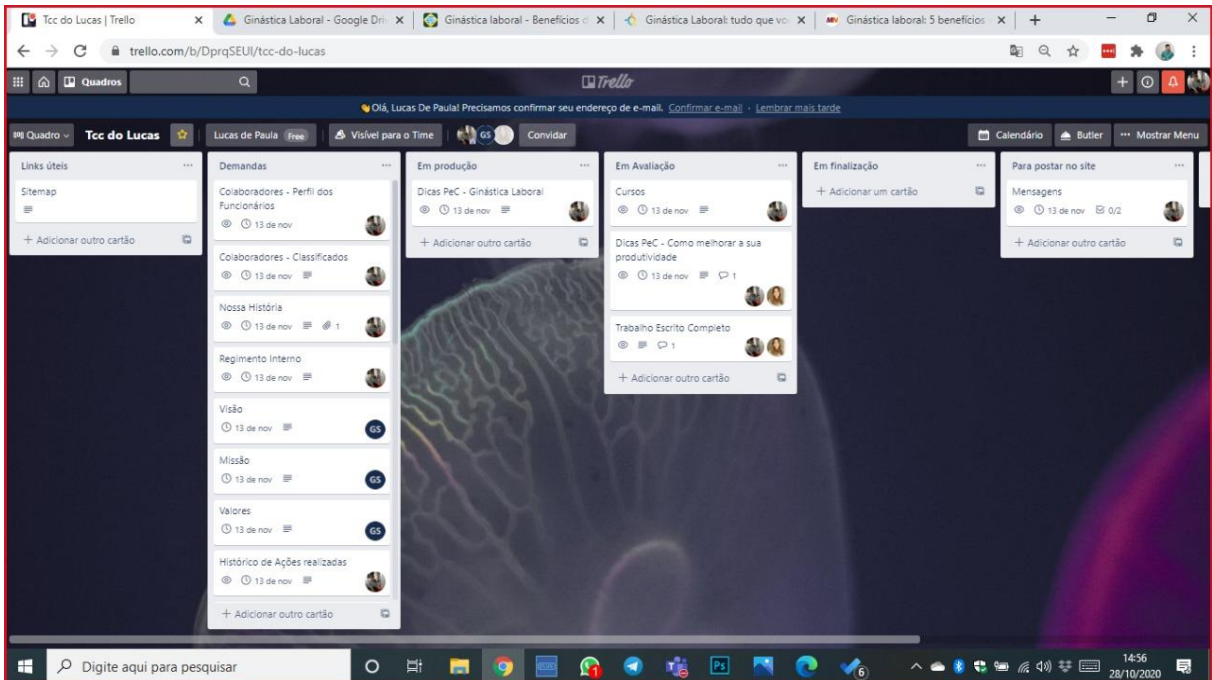 Tcc do Lucas | Trello
Ginástica Laboral - Google Dri
Ginástica laboral - Benefícios d
Ginástica Laboral: tudo que vo
Ginástica laboral: 5 benefícios
trello.com/b/DprqSEUl/tcc-do-lucas
Quadros
Trello
Olá, Lucas De Paula! Precisamos confirmar seu endereço de e-mail. Confirmar e-mail · Lembrar mais tarde
Quadro
Tcc do Lucas
Lucas de Paula Free
Visível para o Time
GS
Convidar
Calendário
Butler
Mostrar Menu
Links úteis
Sitemap
+ Adicionar outro cartão
Demandas
Colaboradores - Perfil dos
Funcionários
13 de nov
Colaboradores - Classificados
13 de nov
Nossa História
13 de nov 1
Regimento Interno
13 de nov
Visão
13 de nov GS
Missão
13 de nov GS
Valores
13 de nov GS
Histórico de Ações realizadas
13 de nov
+ Adicionar outro cartão
Em produção
Dicas PeC - Ginástica Laboral
13 de nov
+ Adicionar outro cartão
Em Avaliação
Cursos
13 de nov
Dicas PeC - Como melhorar a sua
produtividade
13 de nov 1
Trabalho Escrito Completo
1
+ Adicionar outro cartão
Em finalização
+ Adicionar um cartão
Para postar no site
Mensagens
13 de nov 0/2
+ Adicionar outro cartão
Digite aqui para pesquisar
Ps
6
14:56
28/10/2020